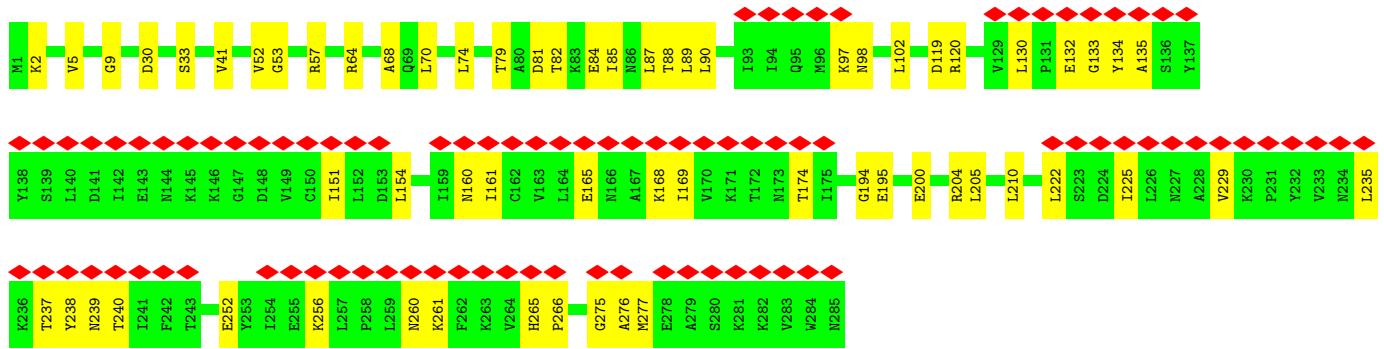 M1 K2 V5 G9 D30 S33 V41 V52 G53 R57 R64 A68 Q69 L70 L74 T79 A80 D81 T82 K83 E84 I85 N86 L87 T88 L89 L90 I93 I94 Q95 M96 K97 N98 L102 D119 R120 V129 L130 P131 E132 G133 Y134 A135 S136 Y137
Y138 S139 L140 D141 I142 E143 N144 K145 K146 G147 D148 V149 C150 I151 L152 D153 L154 I159 N160 I161 C162 V163 L164 E165 N166 A167 K168 I169 V170 K171 T172 N173 T174 I175 G194 E195 E200 R204 L205 L210 L222 S223 D224 I225 L226 N227 A228 V229 K230 P231 Y232 V233 N234 L235
K236 T237 Y238 N239 T240 I241 F242 T243 E252 Y253 I254 E255 K256 L257 P258 L259 N260 K261 F262 K263 V264 H265 P266 G275 A276 M277 E278 A279 S280 K281 K282 V283 W284 N285